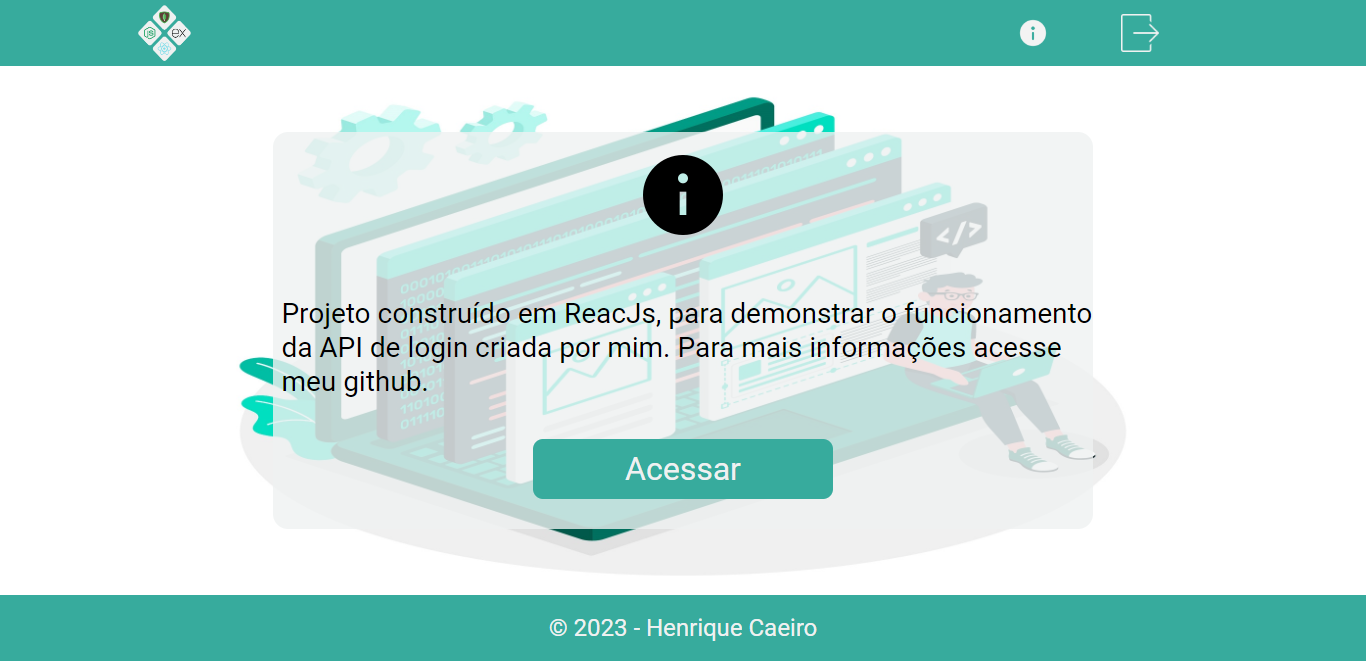 JS
ex
Projeto construído em ReacJs, para demonstrar o funcionamento
da API de login criada por mim. Para mais informações acesse
meu github.
</>
Acessar
© 2023 - Henrique Caeiro